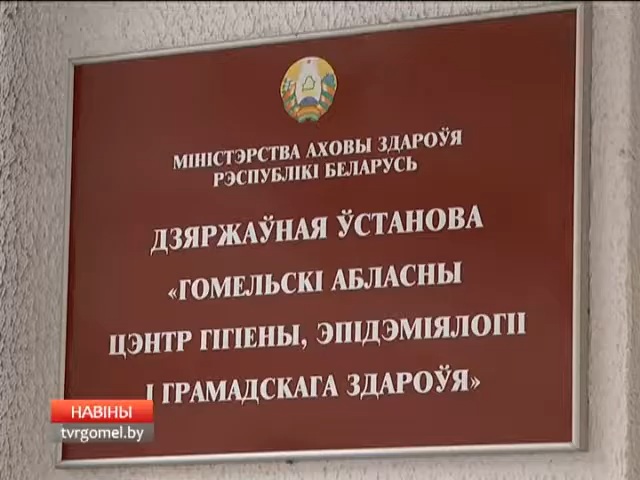 МІНІСТЭРСТВА АХОВЫ ЗДАРОЎЯ
РЭСПУБЛІКІ БЕЛАРУСЬ
ДЗЯРЖАЎНАЯ ЎСТАНОВА
«ГОМЕЛЬСКІ АБЛАСНЫ
ЦЭНТР ГІГІЕНЫ, ЭПІДЭМІЯЛОГІІ
І ГРАМАДСКАГА ЗДАРОЎЯ»
НАВІНЫ
tvrgomel.by